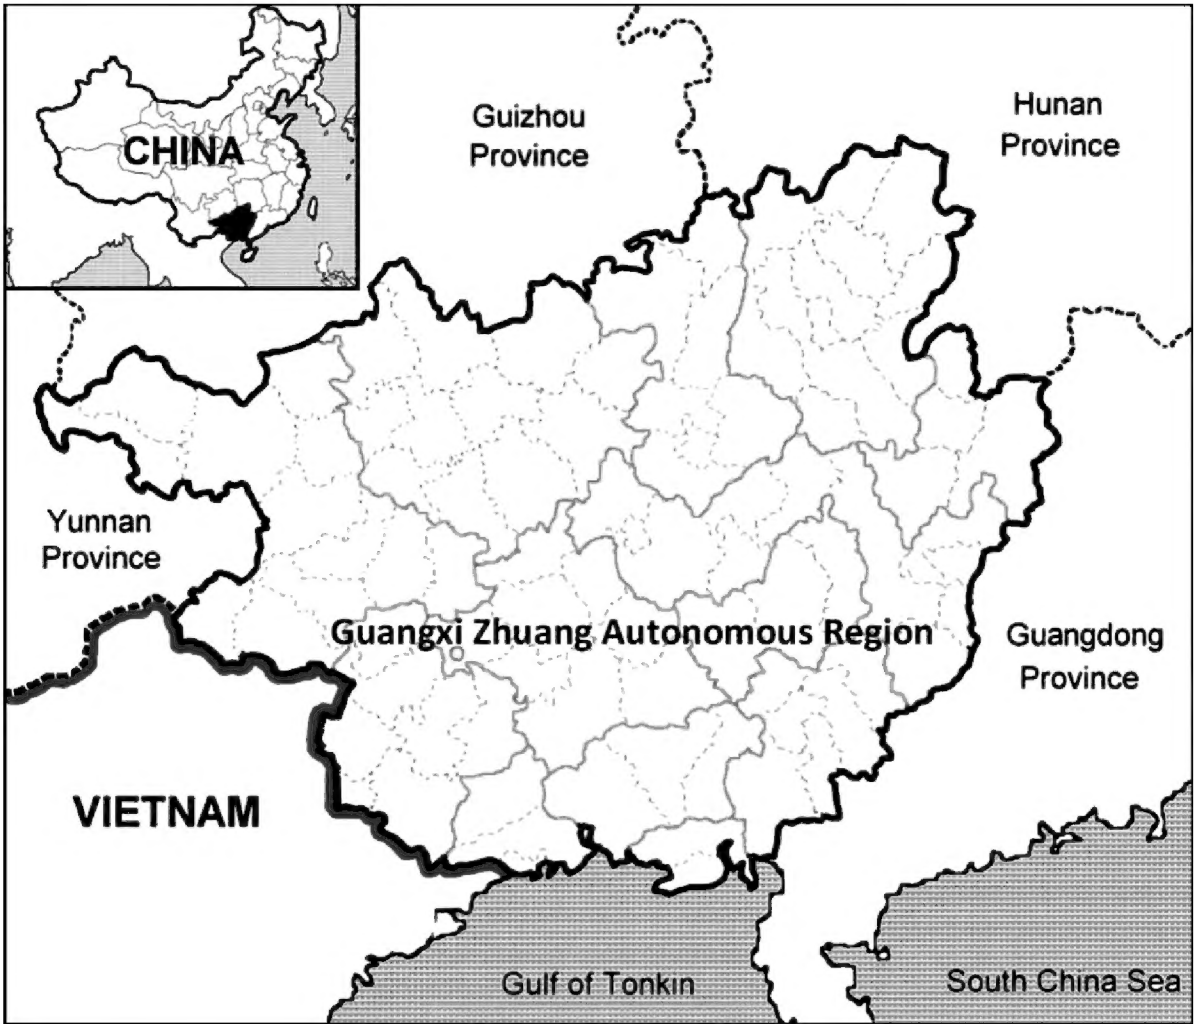 CHINA
Guizhou
Province
Hunan
Province
Yunnan
Province
Guangxi Zhuang Autonomous Region
Guangdong
Province
VIETNAM
Gulf of Tonkin
South China Sea